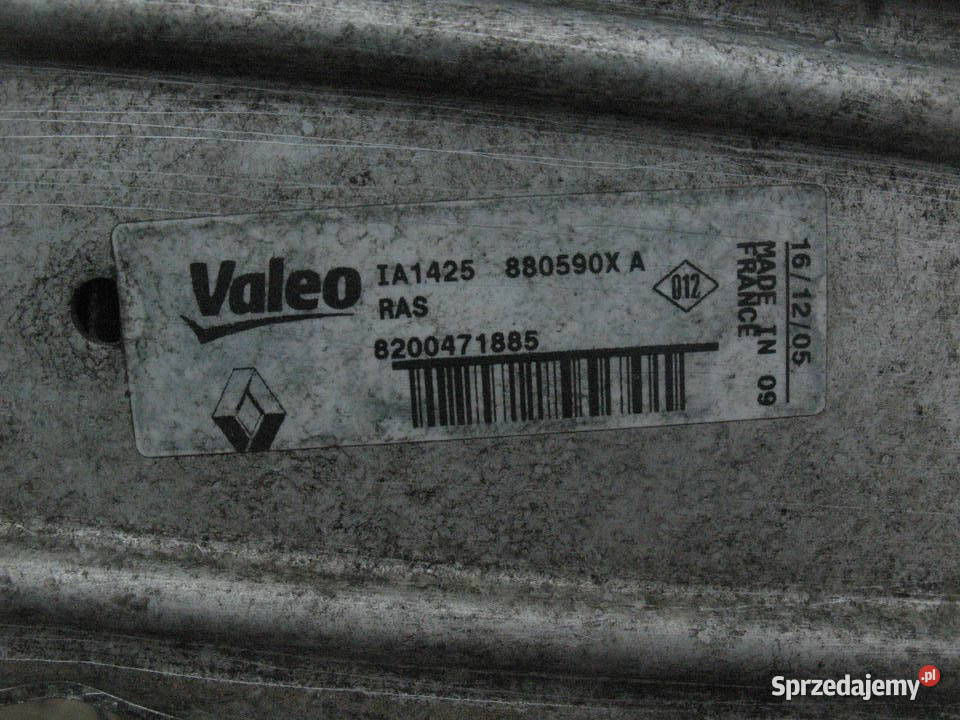 Valeo IA1425 880590X A
RAS
012
8200471885
16/12/05
MADE IN 09
FRANCE
Sprzedajemy.pl